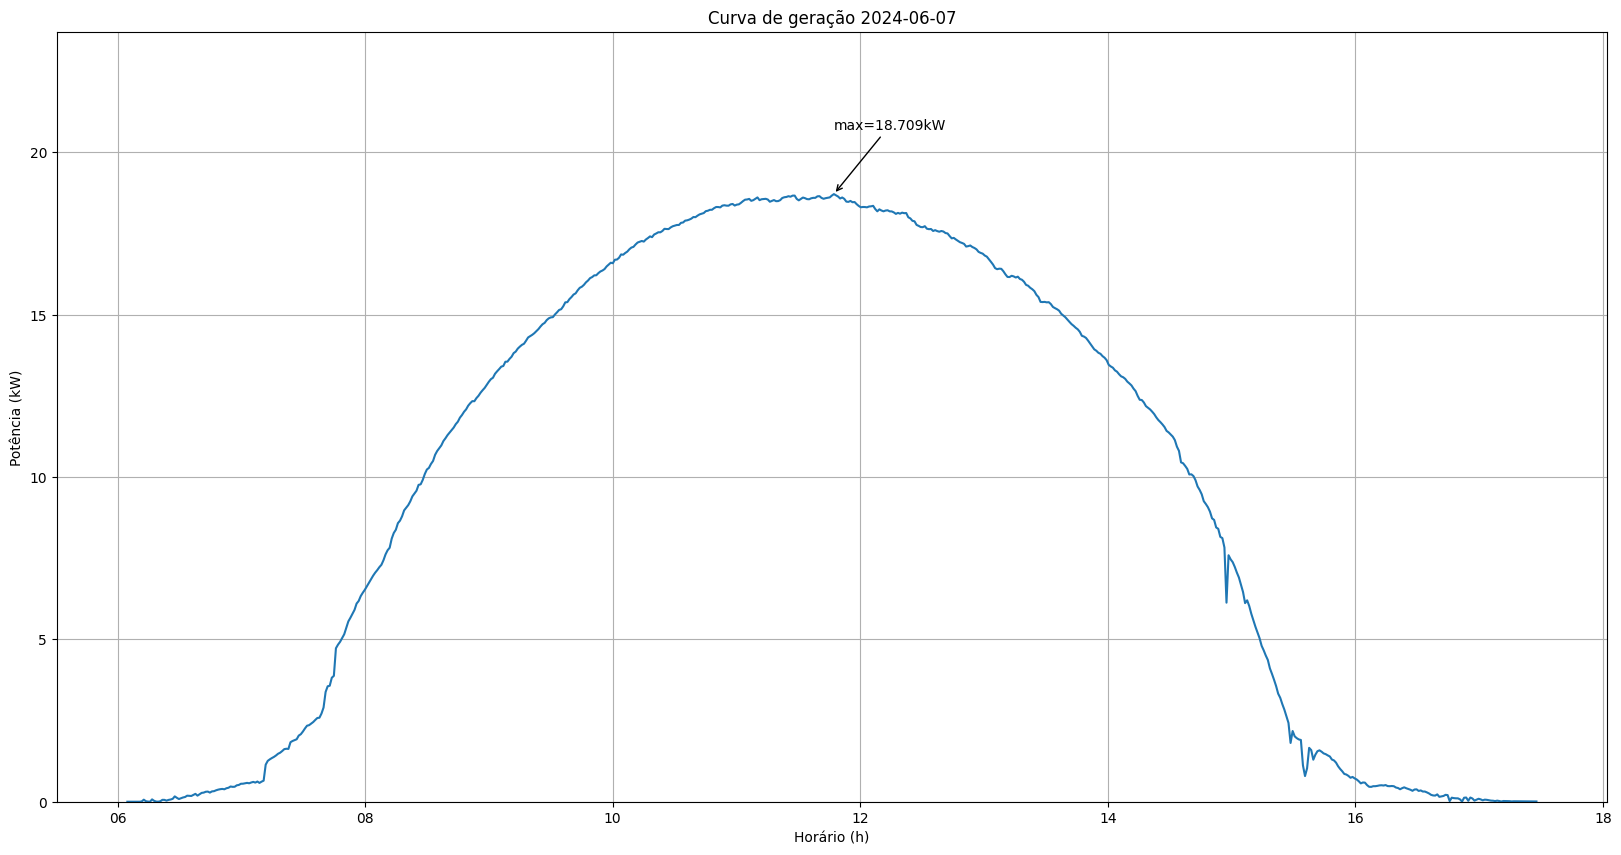 Curva de geração 2024-06-07
max=18.709kW
20
15
10
5
0
Potência (kW)
06 08 10 12 14 16 18
Horário (h)